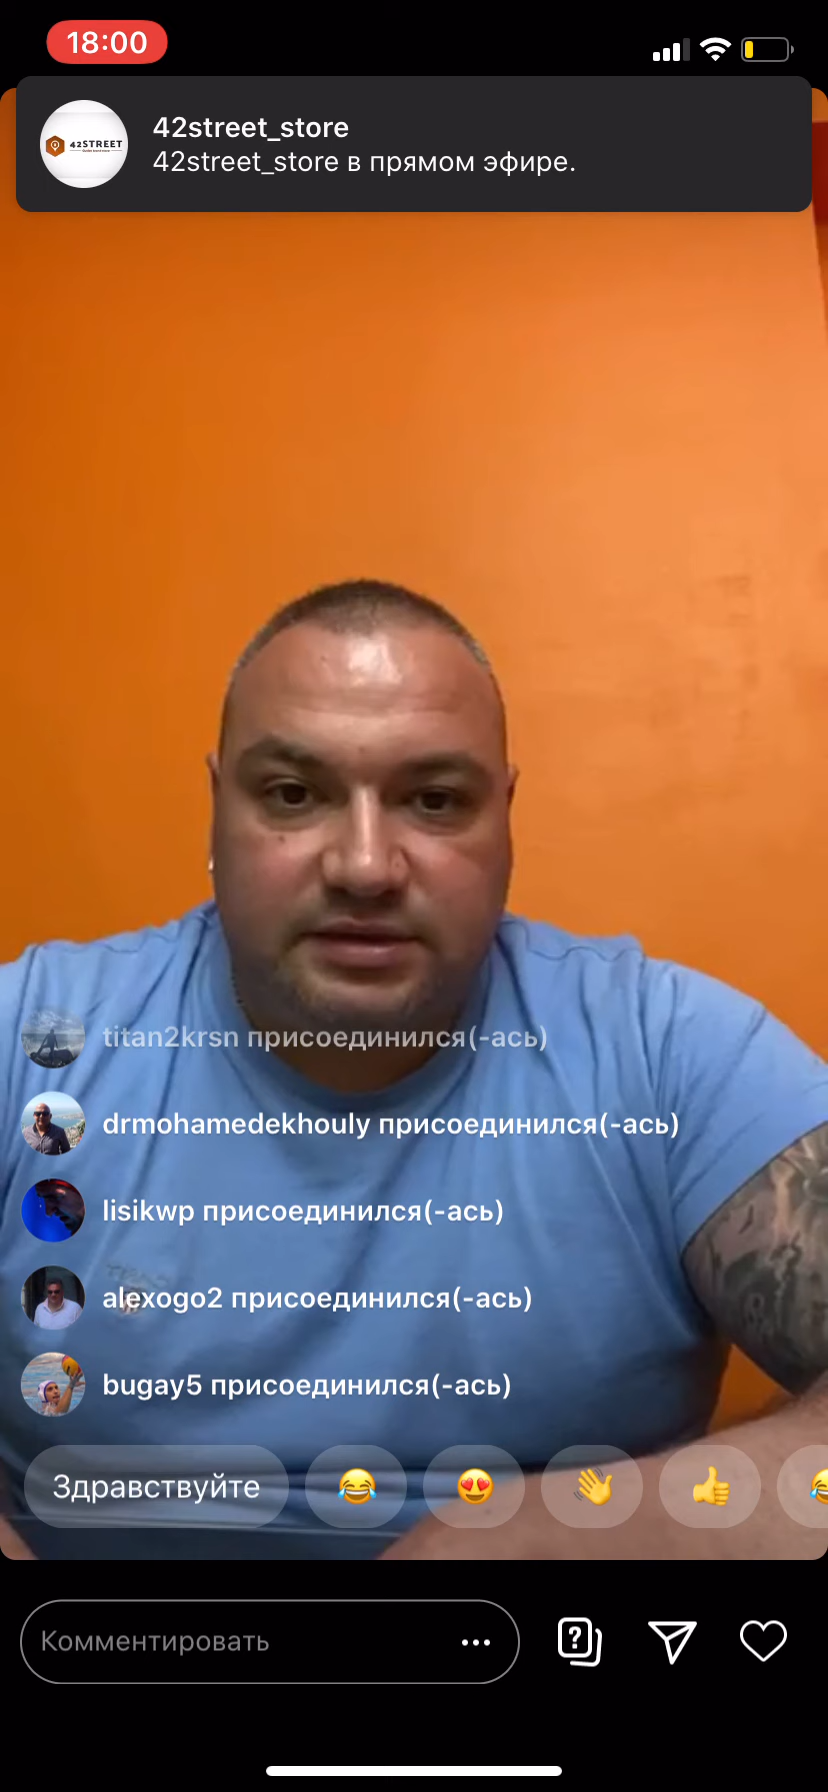 18:00
42STREET
42street_store
42street_store в прямом эфире.
titan2krsn присоединился(-ась)
drmohamedekhouly присоединился(-ась)
lisikwp присоединился(-ась)
alexogo2 присоединился(-ась)
bugay5 присоединился(-ась)
Здравствуйте
Комментировать